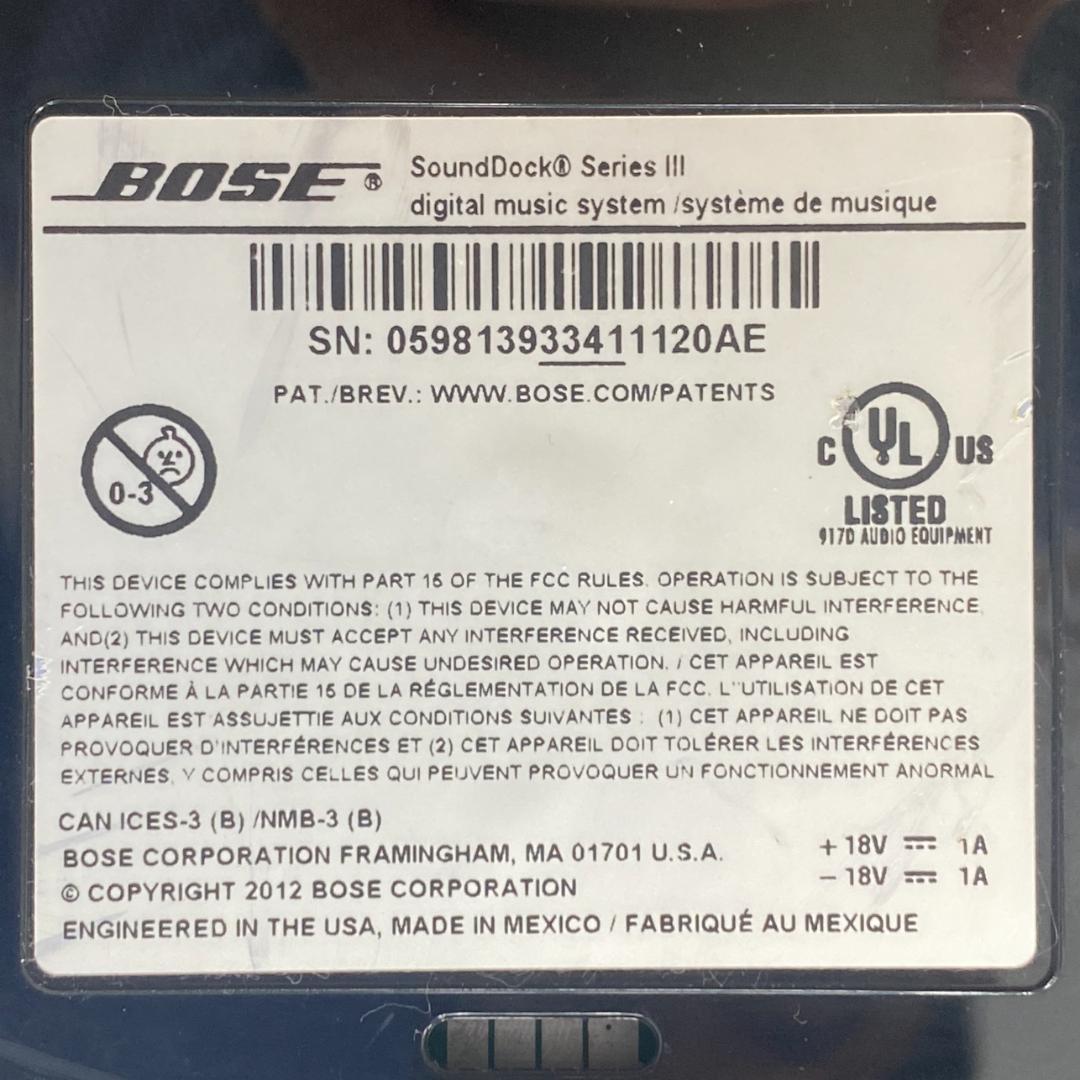 BOSE® SoundDock® Series III
digital music system /système de musique
SN: 059813933411120AE
PAT./BREV.: WWW.BOSE.COM/PATENTS
0-3
C UL US
LISTED
917D AUDIO EQUIPMENT
THIS DEVICE COMPLIES WITH PART 15 OF THE FCC RULES. OPERATION IS SUBJECT TO THE
FOLLOWING TWO CONDITIONS: (1) THIS DEVICE MAY NOT CAUSE HARMFUL INTERFERENCE,
AND(2) THIS DEVICE MUST ACCEPT ANY INTERFERENCE RECEIVED, INCLUDING
INTERFERENCE WHICH MAY CAUSE UNDESIRED OPERATION. / CET APPAREIL EST
CONFORME À LA PARTIE 15 DE LA RÉGLEMENTATION DE LA FCC. L''UTILISATION DE CET
APPAREIL EST ASSUJETTIE AUX CONDITIONS SUIVANTES : (1) CET APPAREIL NE DOIT PAS
PROVOQUER D'INTERFÉRENCES ET (2) CET APPAREIL DOIT TOLÉRER LES INTERFÉRENCES
EXTERNES, Y COMPRIS CELLES QUI PEUVENT PROVOQUER UN FONCTIONNEMENT ANORMAL
CAN ICES-3 (B) /NMB-3 (B)
BOSE CORPORATION FRAMINGHAM, MA 01701 U.S.A.
+ 18V ⎓ 1A
© COPYRIGHT 2012 BOSE CORPORATION
− 18V ⎓ 1A
ENGINEERED IN THE USA, MADE IN MEXICO / FABRIQUÉ AU MEXIQUE